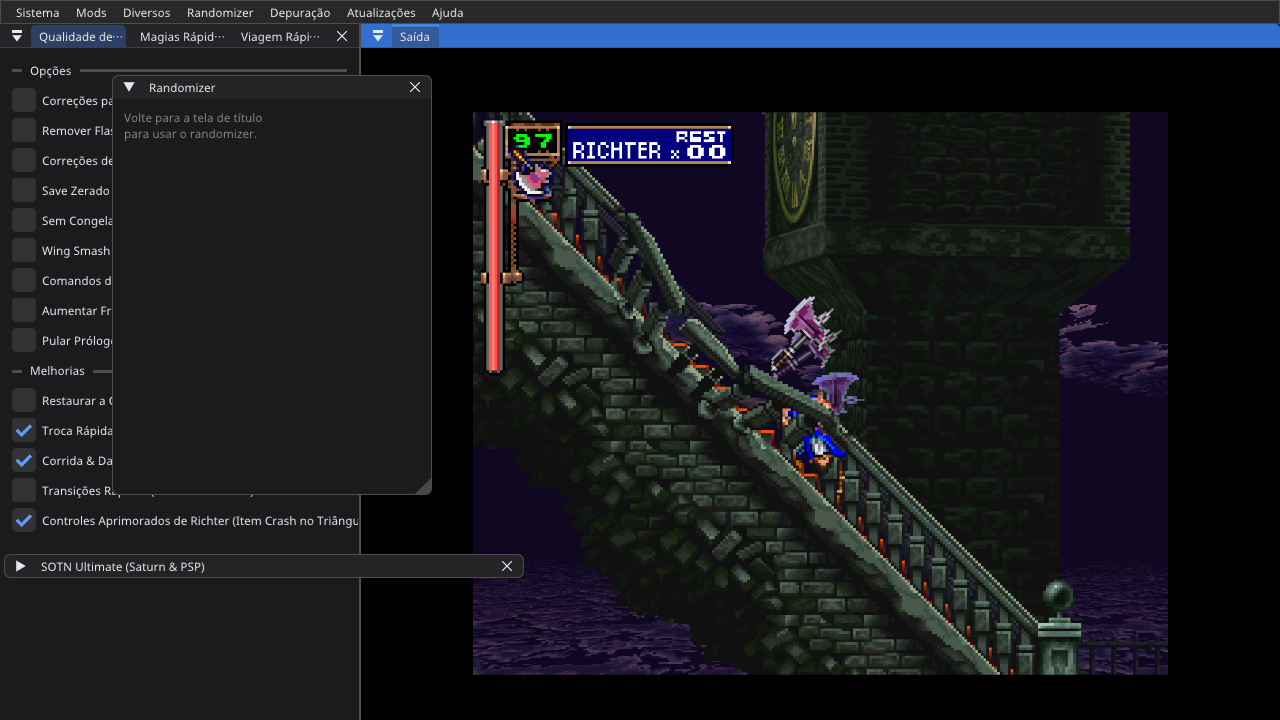 Sistema Mods Diversos Randomizer Depuração Atualizações Ajuda
Qualidade de··· Magias Rápid··· Viagem Rápi···
Saída
Opções
Correções pa
Remover Flas
Correções de
Save Zerado
Sem Congela
Wing Smash
Comandos d
Aumentar Fr
Pular Prólogo
Melhorias
Restaurar a
Troca Rápida
Corrida & Da
Transições
Controles Aprimorados de Richter (Item Crash no Triângu
SOTN Ultimate (Saturn & PSP)
Randomizer
Volte para a tela de título
para usar o randomizer.
97
REST
RICHTER x 00